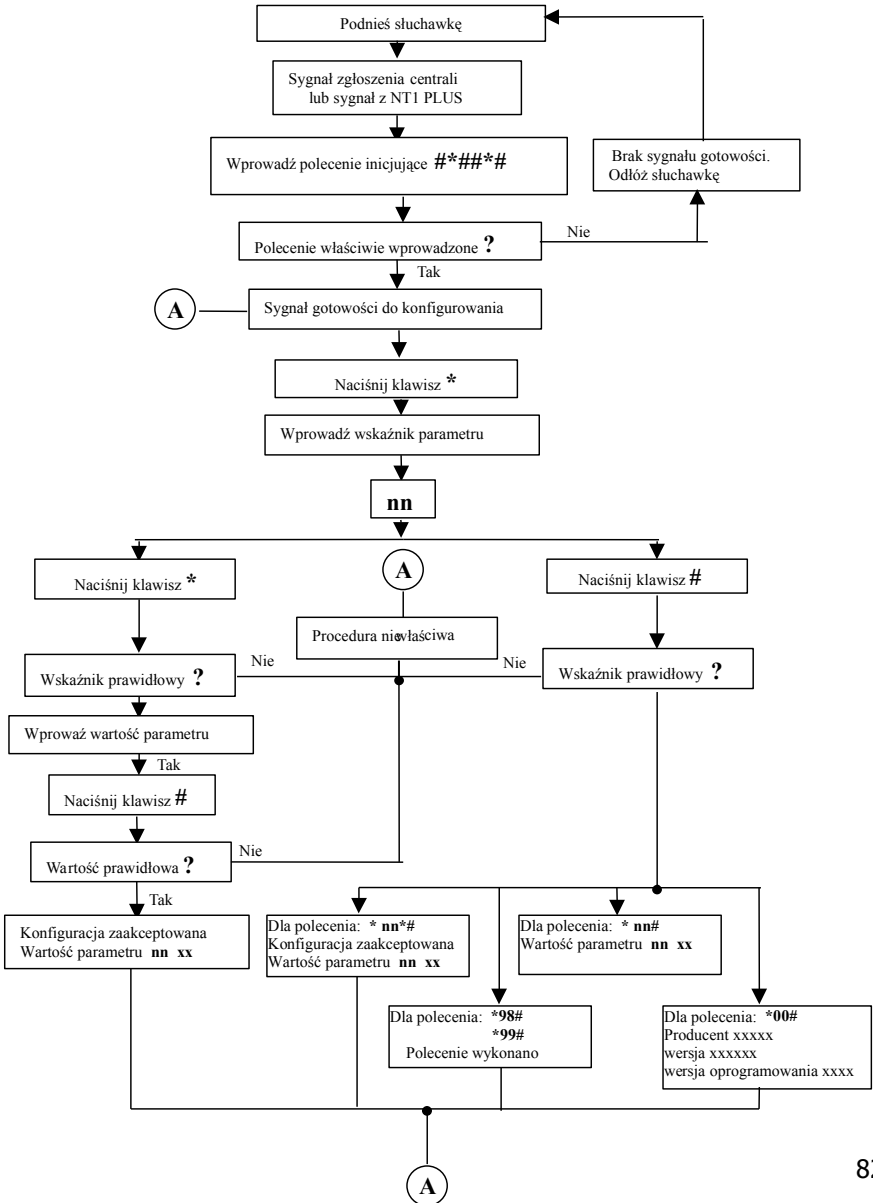 Podnieś słuchawkę
Sygnał zgłoszenia centrali
lub sygnał z NT1 PLUS
Wprowadź polecenie inicjujące #*##*#
Brak sygnału gotowości.
Odłóż słuchawkę
Polecenie właściwie wprowadzone ?
Nie
Tak
A
Sygnał gotowości do konfigurowania
Naciśnij klawisz *
Wprowadź wskaźnik parametru
nn
Naciśnij klawisz *
A
Naciśnij klawisz #
Procedura niewłaściwa
Wskaźnik prawidłowy ?
Nie
Nie
Wskaźnik prawidłowy ?
Wprowaź wartość parametru
Tak
Naciśnij klawisz #
Wartość prawidłowa ?
Nie
Tak
Konfiguracja zaakceptowana
Wartość parametru nn xx
Dla polecenia: * nn*#
Konfiguracja zaakceptowana
Wartość parametru nn xx
Dla polecenia: * nn#
Wartość parametru nn xx
Dla polecenia: *98#
*99#
Polecenie wykonano
Dla polecenia: *00#
Producent xxxxx
wersja xxxxxx
wersja oprogramowania xxxx
A
82